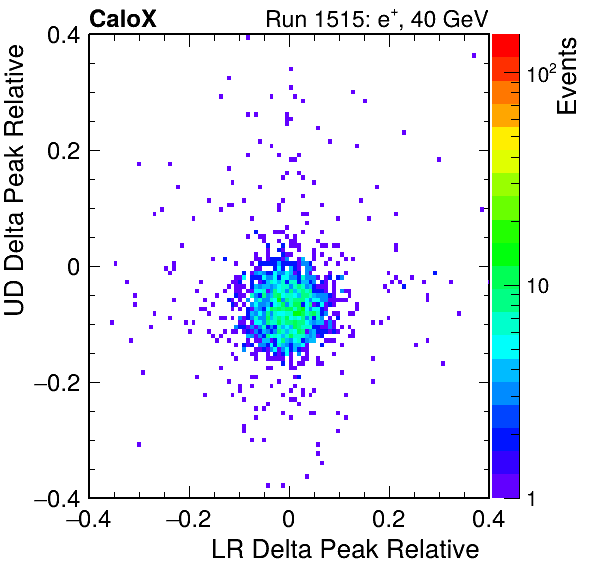 CaloX Run 1515: e⁺, 40 GeV
UD Delta Peak Relative
0.4
0.2
0
−0.2
−0.4
−0.4 −0.2 0 0.2 0.4
LR Delta Peak Relative
Events
10²
10
1